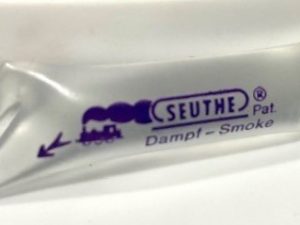 SEUTHE ®
Pat.
Dampf - Smoke